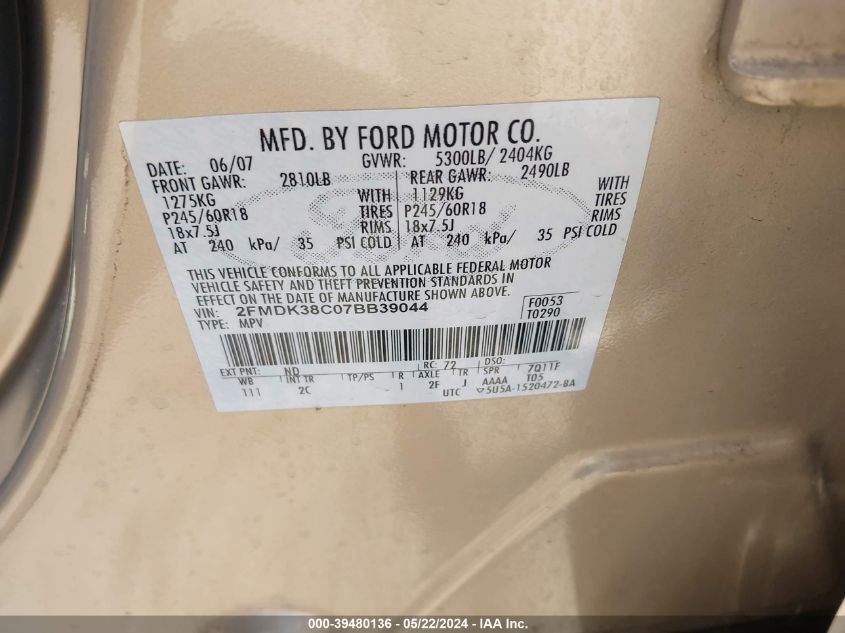 MFD. BY FORD MOTOR CO.
DATE: 06/07 GVWR: 5300LB/ 2404KG
FRONT GAWR: 2810LB REAR GAWR: 2490LB
1275KG WITH 1129KG WITH
P245/60R18 TIRES P245/60R18 TIRES
18x7.5J RIMS 18x7.5J RIMS
AT 240 kPa/ 35 PSI COLD AT 240 kPa/ 35 PSI COLD
THIS VEHICLE CONFORMS TO ALL APPLICABLE FEDERAL MOTOR
VEHICLE SAFETY AND THEFT PREVENTION STANDARDS IN
EFFECT ON THE DATE OF MANUFACTURE SHOWN ABOVE.
VIN: 2FMDK38C07BB39044 F0053
TYPE: MPV T0290
EXT PNT: ND RC: 72 DSO: 7Q11F
WB INT TR TP/PS R AXLE TR SPR T05
111 2C 1 2F J AAAA
UTC 5U5A-1520472-BA
000-39480136 - 05/22/2024 - IAA, Inc.